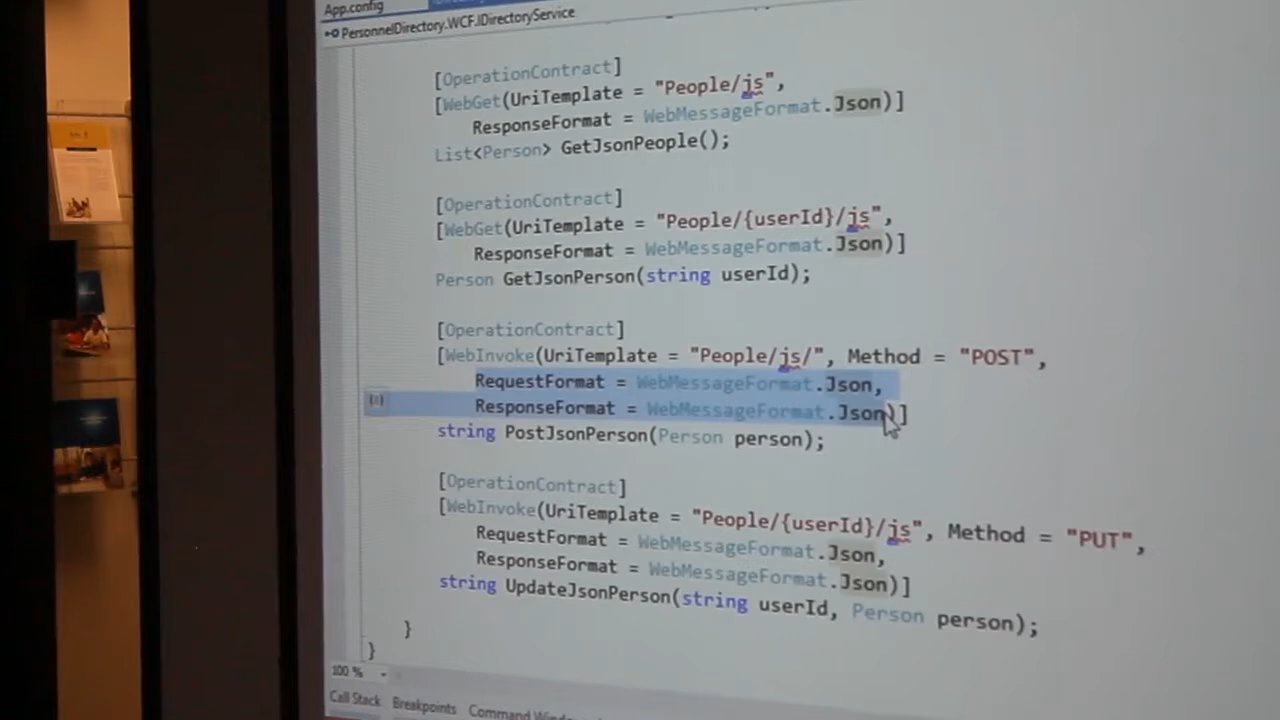 App.config
PersonnelDirectory.WCF.IDirectoryService
[OperationContract]
[WebGet(UriTemplate = "People/js",
ResponseFormat = WebMessageFormat.Json)]
List<Person> GetJsonPeople();
[OperationContract]
[WebGet(UriTemplate = "People/{userId}/js",
ResponseFormat = WebMessageFormat.Json)]
Person GetJsonPerson(string userId);
[OperationContract]
[WebInvoke(UriTemplate = "People/js/", Method = "POST",
RequestFormat = WebMessageFormat.Json,
ResponseFormat = WebMessageFormat.Json)]
string PostJsonPerson(Person person);
[OperationContract]
[WebInvoke(UriTemplate = "People/{userId}/js", Method = "PUT",
RequestFormat = WebMessageFormat.Json,
ResponseFormat = WebMessageFormat.Json)]
string UpdateJsonPerson(string userId, Person person);
}
}
100 %
Call Stack Breakpoints Command